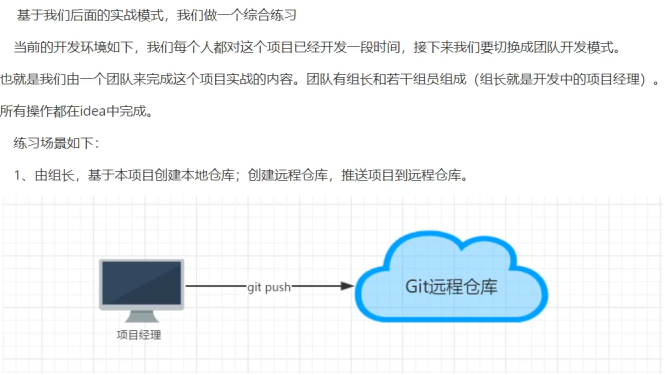 基于我们后面的实战模式，我们做一个综合练习
当前的开发环境如下，我们每个人都对这个项目已经开发一段时间，接下来我们要切换成团队开发模式。
也就是我们由一个团队来完成这个项目实战的内容。团队有组长和若干组员组成（组长就是开发中的项目经理）。
所有操作都在idea中完成。
练习场景如下：
1、由组长，基于本项目创建本地仓库；创建远程仓库，推送项目到远程仓库。
git push
Git远程仓库
项目经理